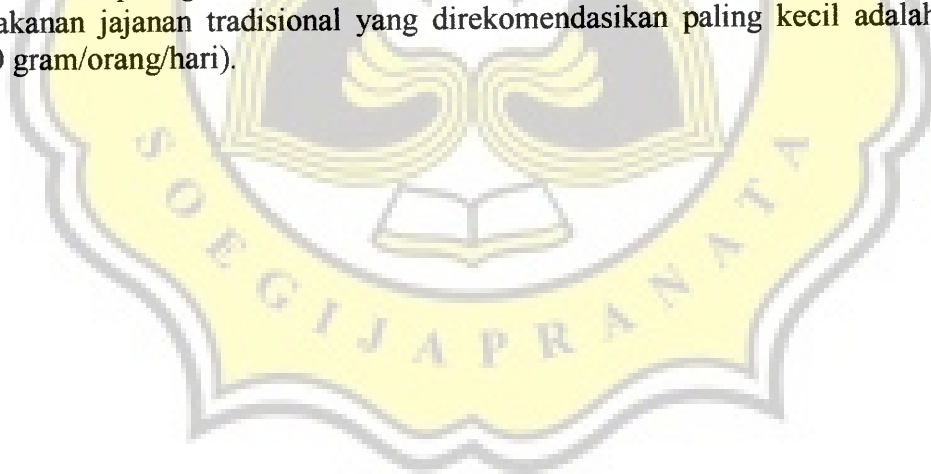 akanan jajanan tradisional yang direkomendasikan paling kecil adalah
gram/orang/hari).
SOEGIJAPRANATA